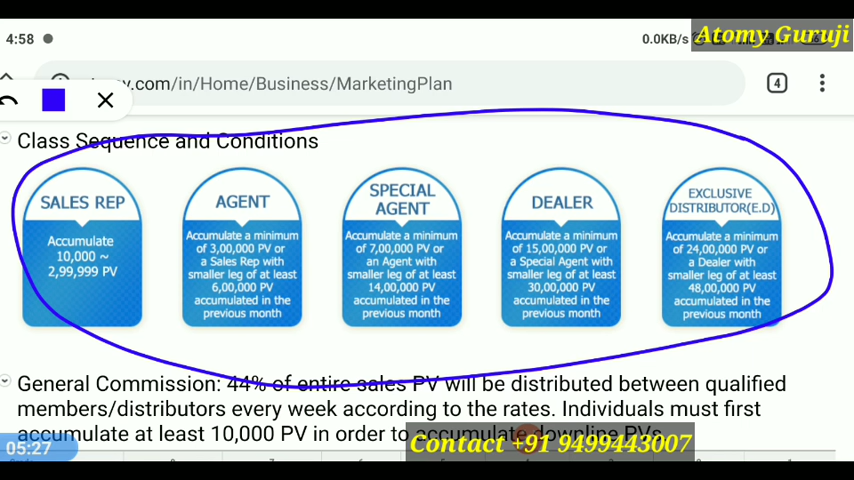 4:58
0.0KB/s
Atomy Guruji
.com/in/Home/Business/MarketingPlan
4
Class Sequence and Conditions
SALES REP
Accumulate
10,000 ~
2,99,999 PV
AGENT
Accumulate a minimum
of 3,00,000 PV or
a Sales Rep with
smaller leg of at least
6,00,000 PV
accumulated in the
previous month
SPECIAL
AGENT
Accumulate a minimum
of 7,00,000 PV or
an Agent with
smaller leg of at least
14,00,000 PV
accumulated in the
previous month
DEALER
Accumulate a minimum
of 15,00,000 PV or
a Special Agent with
smaller leg of at least
30,00,000 PV
accumulated in the
previous month
EXCLUSIVE
DISTRIBUTOR(E.D)
Accumulate a minimum
of 24,00,000 PV or
a Dealer with
smaller leg of at least
48,00,000 PV
accumulated in the
previous month
General Commission: 44% of entire sales PV will be distributed between qualified
members/distributors every week according to the rates. Individuals must first
accumulate at least 10,000 PV in order to accumulate downline PVs.
05:27
Contact +91 9499443007